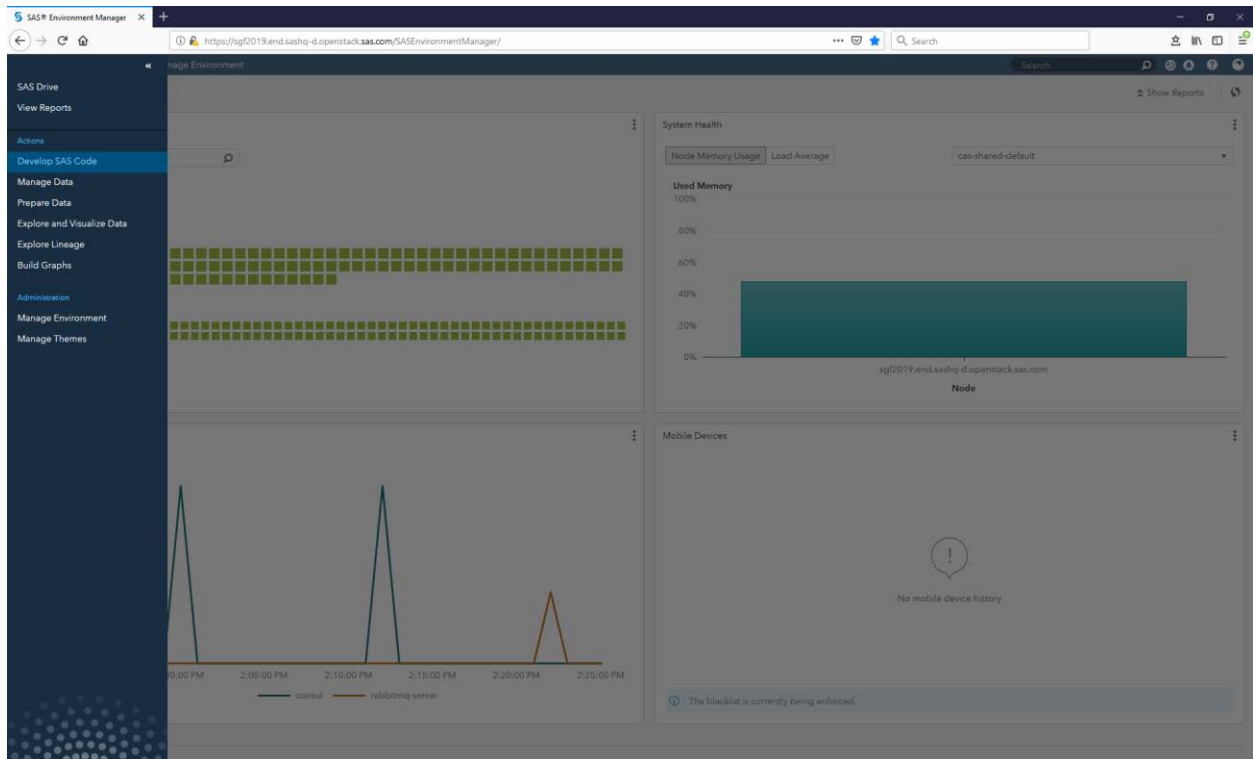 SAS® Environment Manager
https://sgf2019.end.sashq-d.openstack.sas.com/SASEnvironmentManager/
Search
nage Environment
Search
SAS Drive
View Reports
Show Reports
Actions
Develop SAS Code
Manage Data
Prepare Data
Explore and Visualize Data
Explore Lineage
Build Graphs
Administration
Manage Environment
Manage Themes
System Health
Node Memory Usage Load Average cas-shared-default
Used Memory
100%
80%
60%
40%
20%
0%
sgf2019.end.sashq-d.openstack.sas.com
Node
0:00 PM 2:05:00 PM 2:10:00 PM 2:15:00 PM 2:20:00 PM 2:25:00 PM
consul rabbitmq-server
Mobile Devices
No mobile device history
The blacklist is currently being enforced.